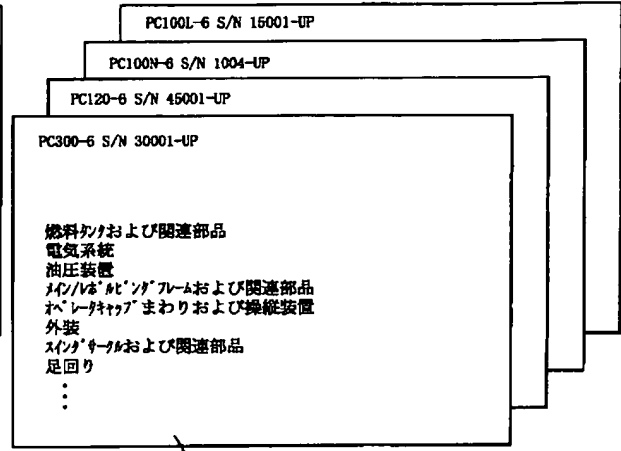 PC100L-6 S/N 15001-UP
PC100N-6 S/N 1004-UP
PC120-6 S/N 45001-UP
PC300-6 S/N 30001-UP
燃料ﾀﾝｸおよび関連部品
電気系統
油圧装置
ﾒｲﾝ/ﾚﾎﾞﾙﾋﾞﾝｸﾞﾌﾚｰﾑおよび関連部品
ｵﾍﾟﾚｰﾀｷｬｯﾌﾞまわりおよび操縦装置
外装
ｽｲﾝｸﾞｻｰｸﾙおよび関連部品
足回り